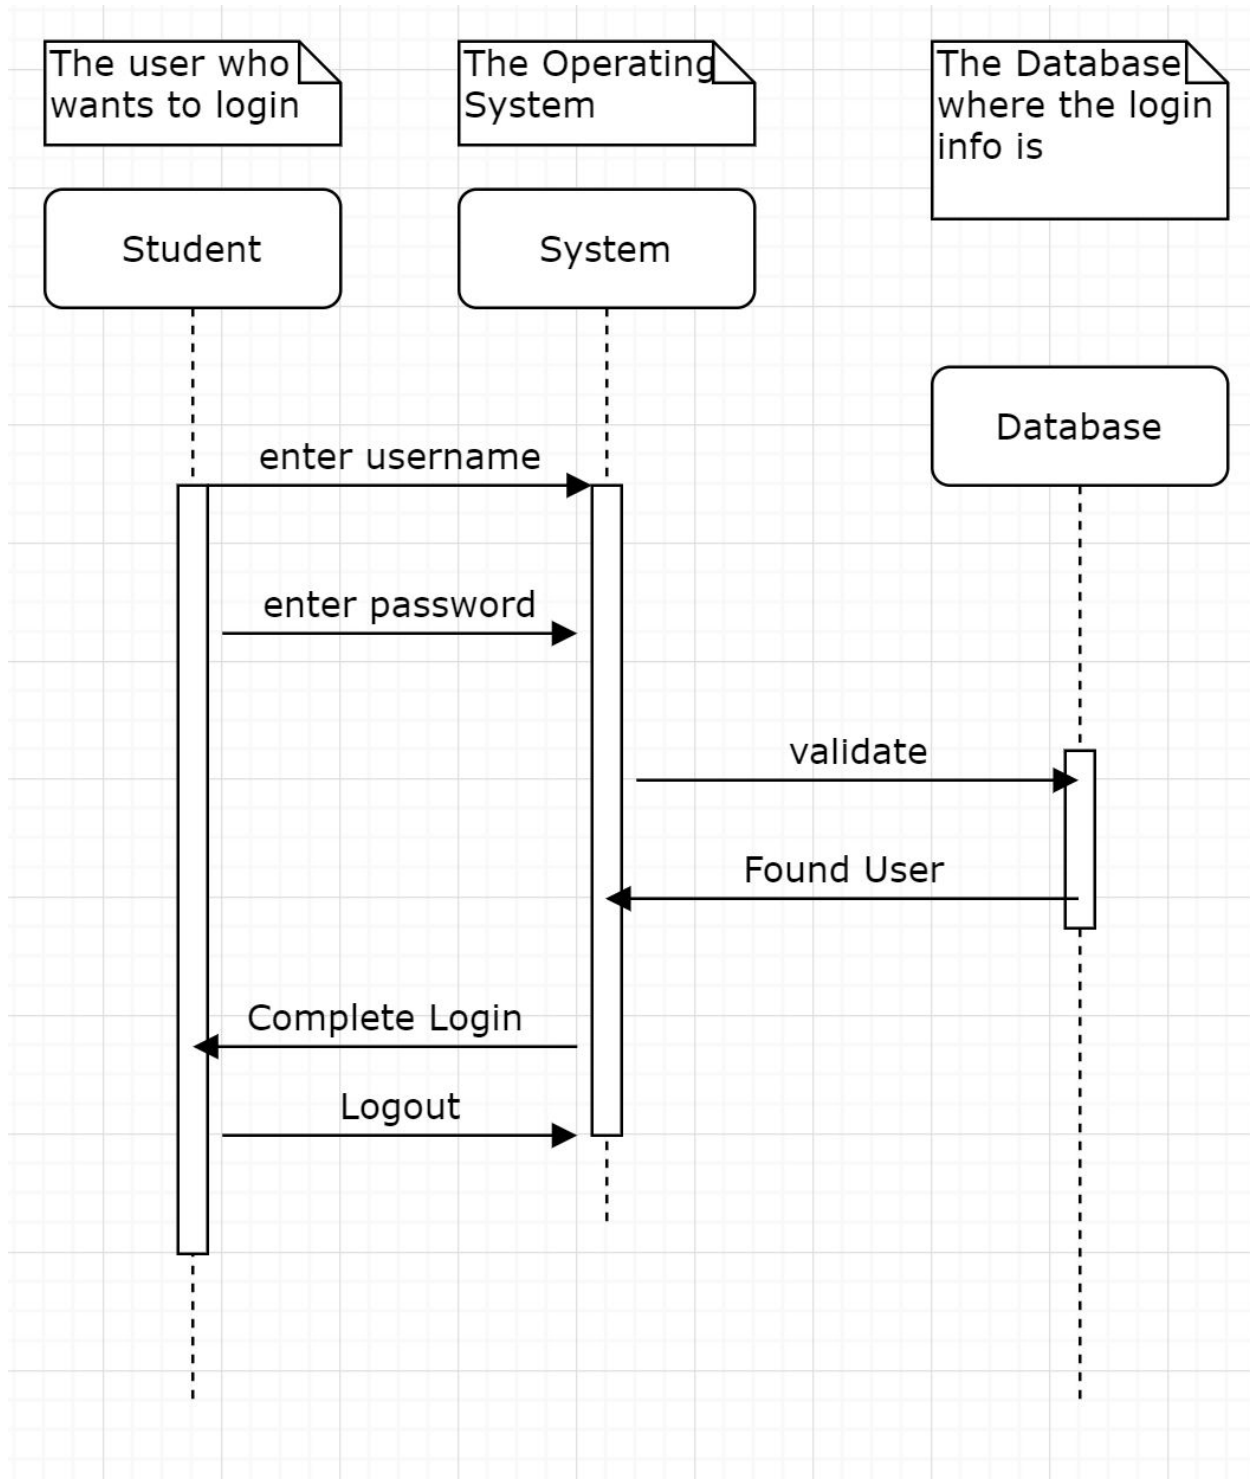 The user who
wants to login
The Operating
System
The Database
where the login
info is
Student
System
Database
enter username
enter password
validate
Found User
Complete Login
Logout